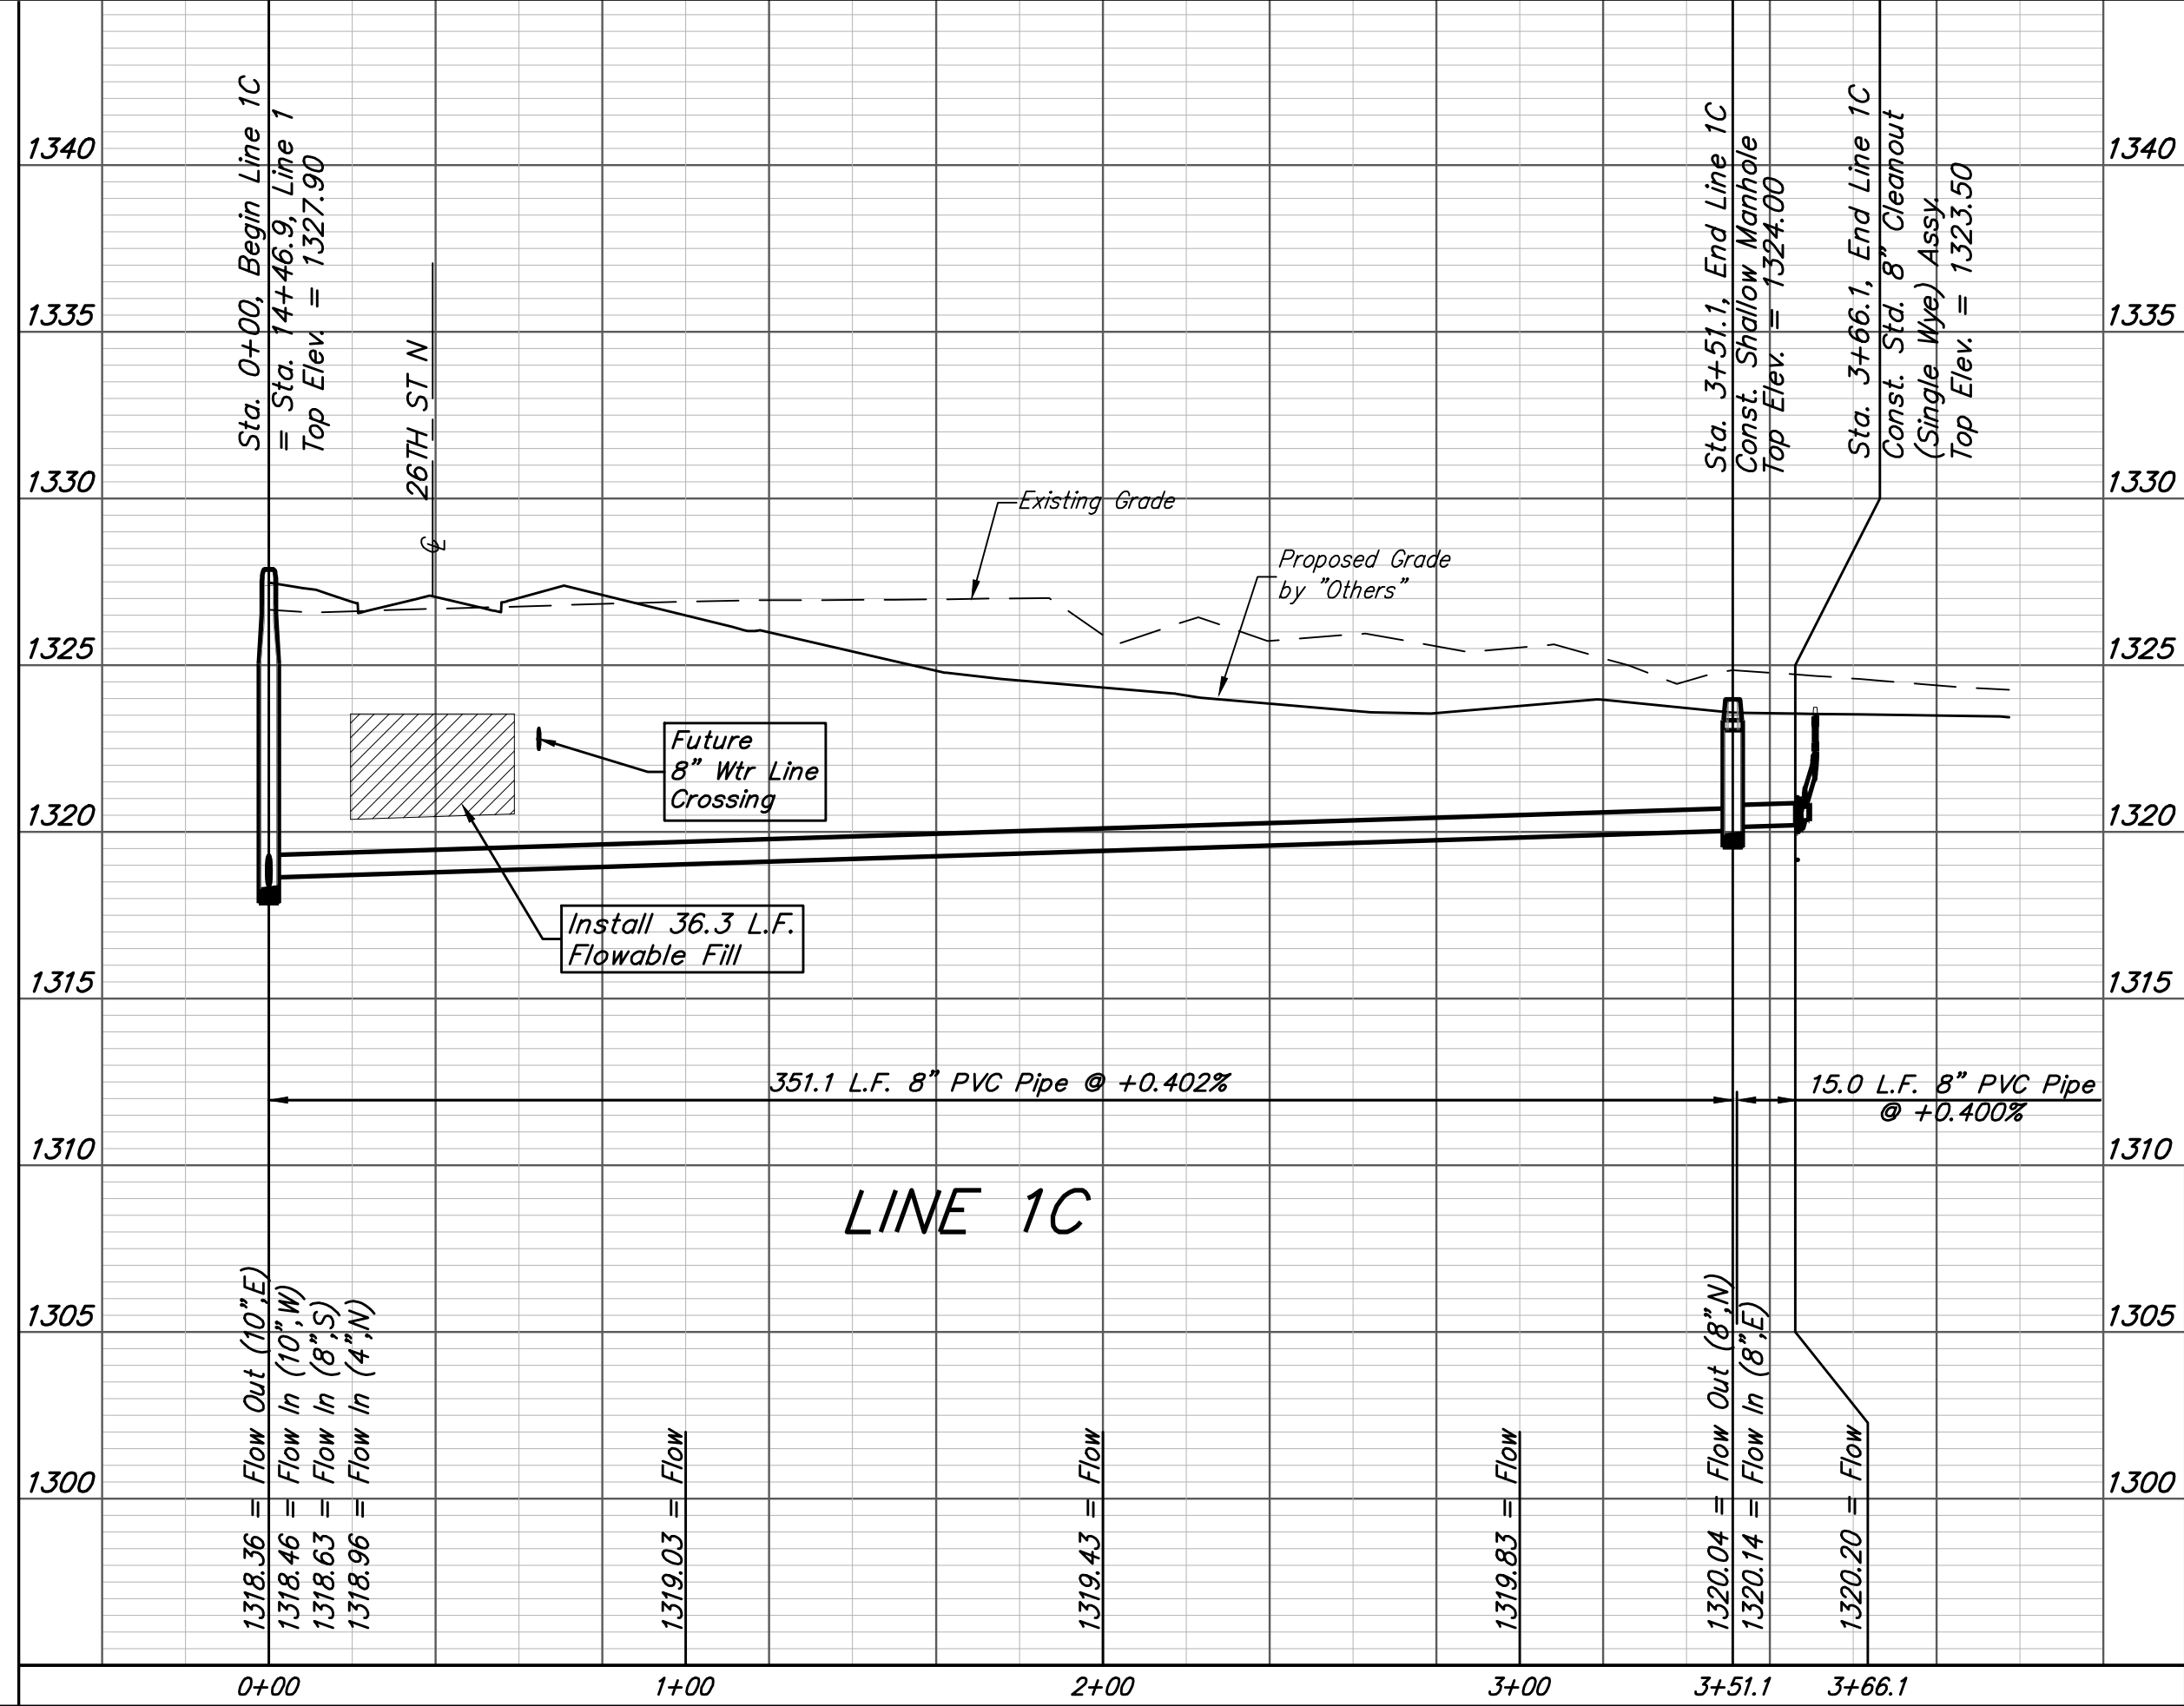 Sta. 0+00, Begin Line 1C
= Sta. 14+46.9, Line 1
Top Elev. = 1327.90
26TH ST N
℄
Sta. 3+51.1, End Line 1C
Const. Shallow Manhole
Top Elev. = 1324.00
Sta. 3+66.1, End Line 1C
Const. Std. 8" Cleanout
(Single Wye) Assy.
Top Elev. = 1323.50
1340
1335
1330
1325
1320
1315
1310
1305
1300
1340
1335
1330
1325
1320
1315
1310
1305
1300
Existing Grade
Proposed Grade
by "Others"
Future
8" Wtr Line
Crossing
Install 36.3 L.F.
Flowable Fill
351.1 L.F. 8" PVC Pipe @ +0.402%
15.0 L.F. 8" PVC Pipe
@ +0.400%
LINE 1C
1318.36 = Flow Out (10",E)
1318.46 = Flow In (10",W)
1318.63 = Flow In (8",S)
1318.96 = Flow In (4",N)
1319.03 = Flow
1319.43 = Flow
1319.83 = Flow
1320.04 = Flow Out (8",N)
1320.14 = Flow In (8",E)
1320.20 = Flow
0+00
1+00
2+00
3+00
3+51.1
3+66.1